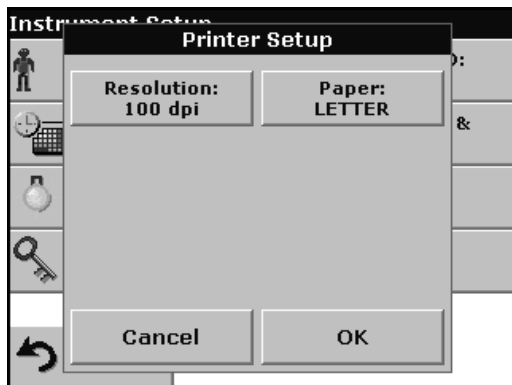 Instrument Setup
Printer Setup
Resolution:
100 dpi
Paper:
LETTER
:
&
Cancel
OK